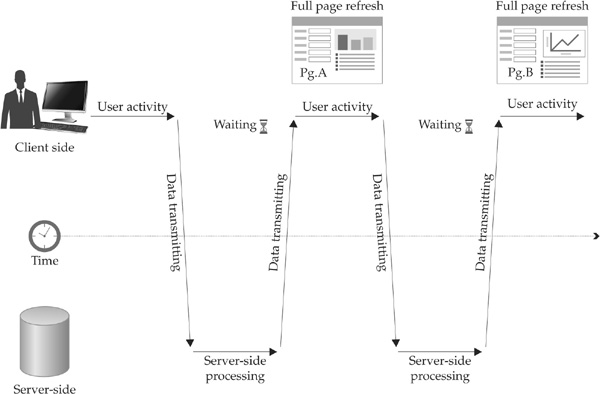 Full page refresh
Full page refresh
Pg.A
Pg.B
User activity
User activity
User activity
Waiting
Waiting
Client side
Data transmitting
Data transmitting
Data transmitting
Data transmitting
Time
Server-side
processing
Server-side
processing
Server-side